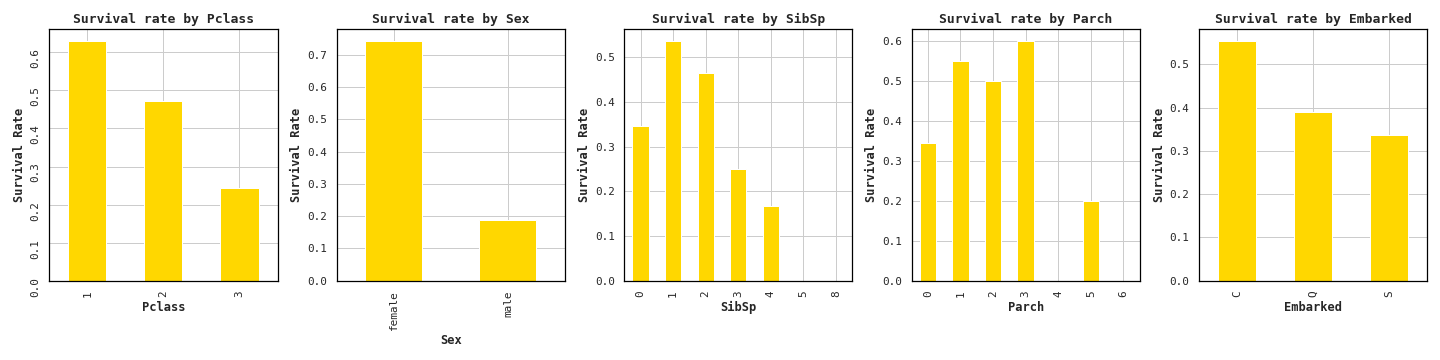 Survival rate by Pclass
Survival Rate
0.6
0.5
0.4
0.3
0.2
0.1
0.0
1
2
3
Pclass
Survival rate by Sex
Survival Rate
0.7
0.6
0.5
0.4
0.3
0.2
0.1
0.0
female
male
Sex
Survival rate by SibSp
Survival Rate
0.5
0.4
0.3
0.2
0.1
0.0
0
1
2
3
4
5
8
SibSp
Survival rate by Parch
Survival Rate
0.6
0.5
0.4
0.3
0.2
0.1
0.0
0
1
2
3
4
5
6
Parch
Survival rate by Embarked
Survival Rate
0.5
0.4
0.3
0.2
0.1
0.0
C
Q
S
Embarked